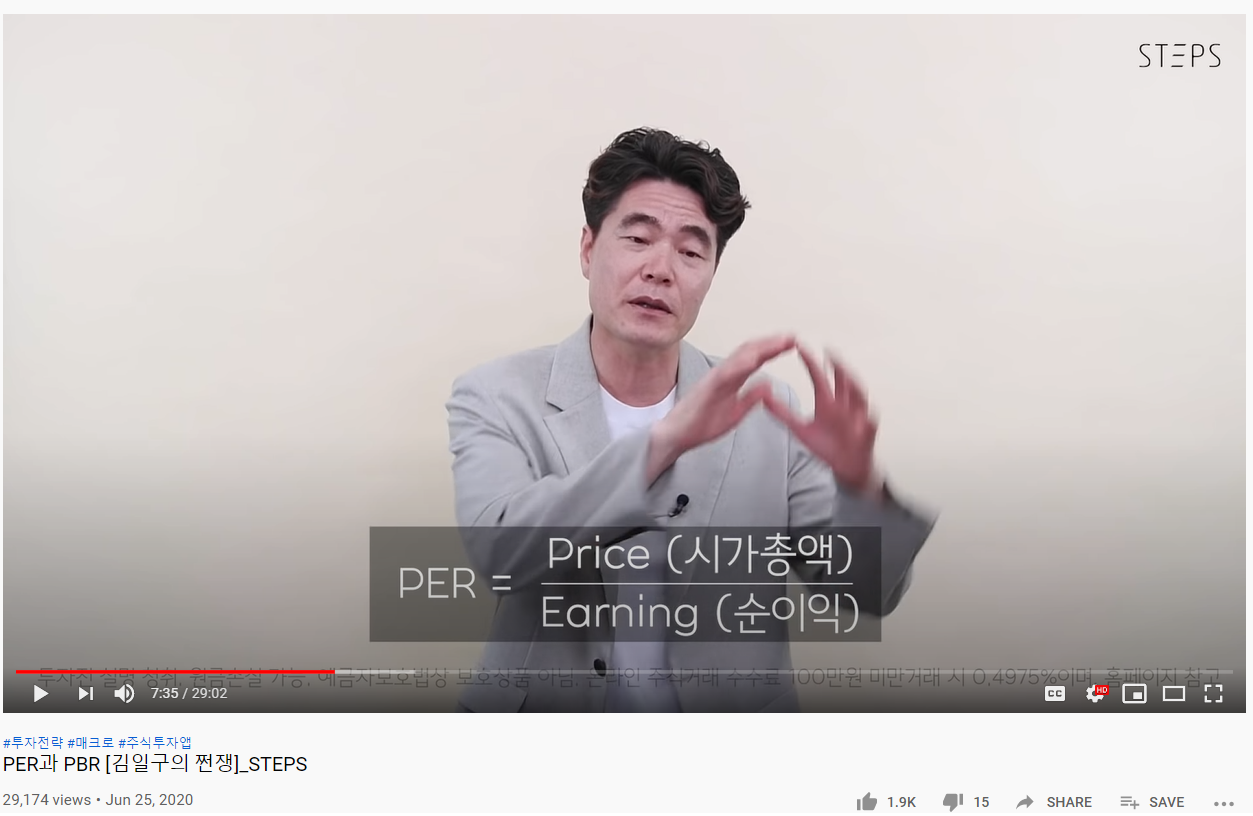 STEPS
Price (시가총액)
PER =
Earning (순이익)
투자전 설명 청취, 원금손실 가능, 예금자보호법상 보호상품 아님. 온라인 주식거래 수수료 100만원 미만거래 시 0.4975%이며, 홈페이지 참고
7:35 / 29:02
CC
HD
#투자전략 #매크로 #주식투자앱
PER과 PBR [김일구의 쩐쟁]_STEPS
29,174 views • Jun 25, 2020
1.9K 15 SHARE SAVE